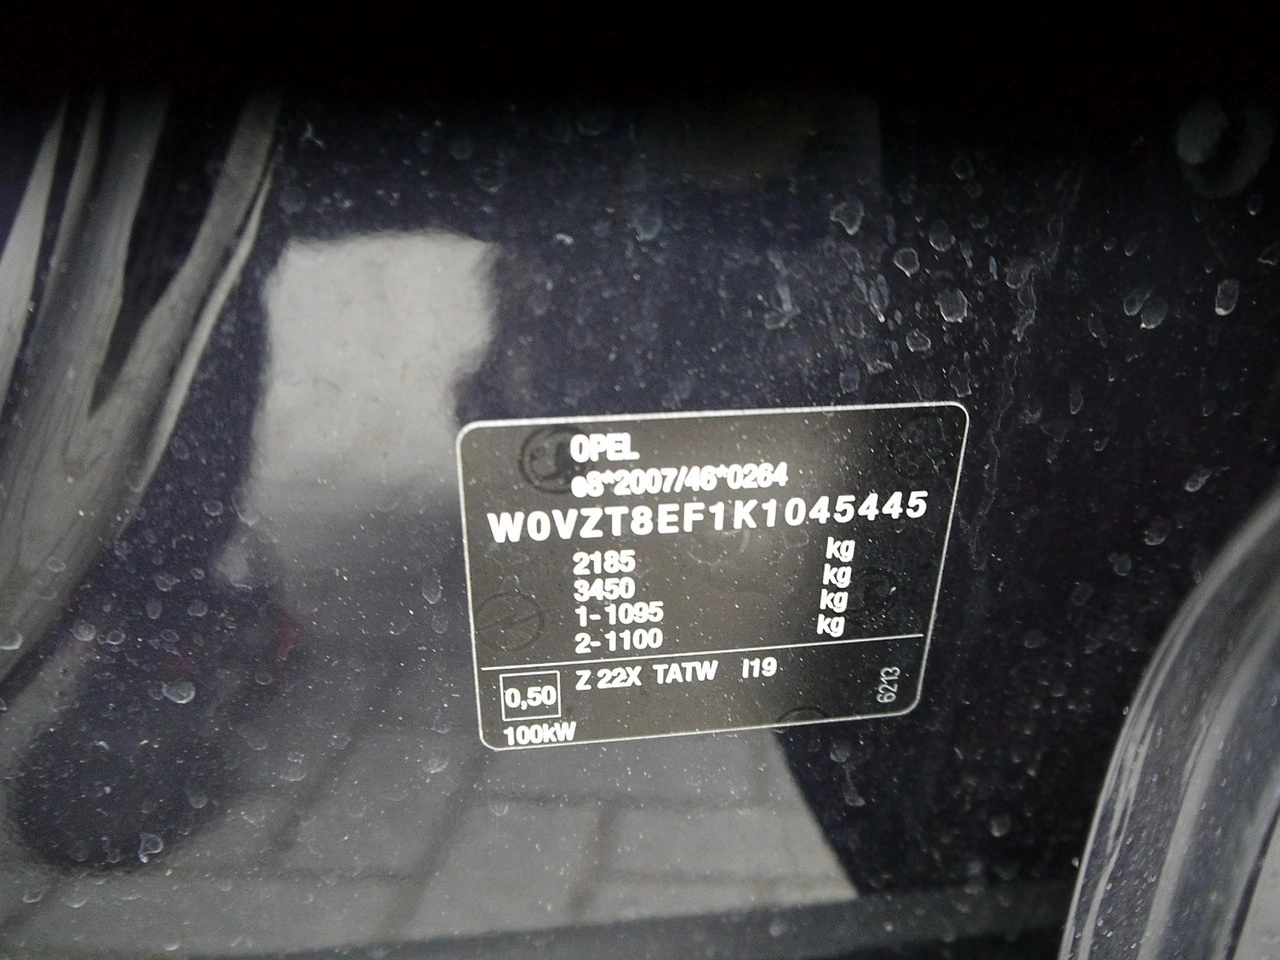 OPEL
e8*2007/46*0264
W0VZT8EF1K1045445
2185 kg
3450 kg
1-1095 kg
2-1100 kg
0,50 Z 22X TATW I19
100kW
6213